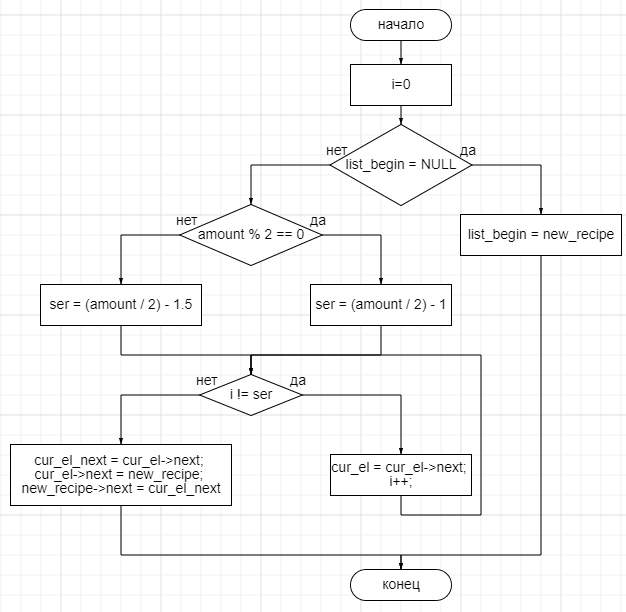 начало
i=0
нет
да
list_begin = NULL
нет
да
amount % 2 == 0
list_begin = new_recipe
ser = (amount / 2) - 1.5
ser = (amount / 2) - 1
нет
да
i != ser
cur_el_next = cur_el->next;
cur_el->next = new_recipe;
new_recipe->next = cur_el_next
cur_el = cur_el->next;
i++;
конец